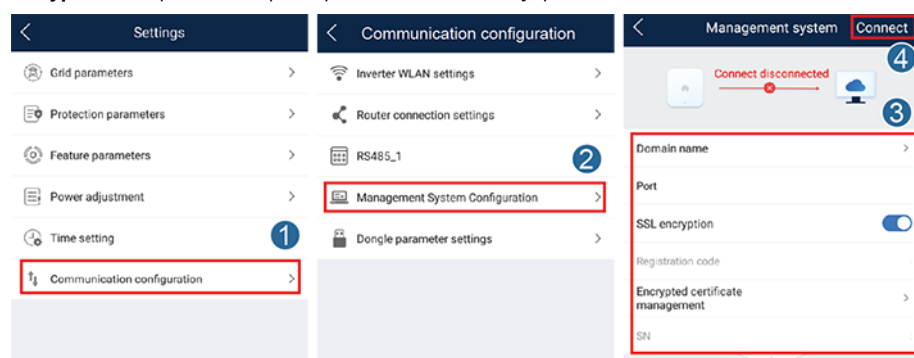 Settings
Grid parameters
Protection parameters
Feature parameters
Power adjustment
Time setting
1
Communication configuration
Communication configuration
Inverter WLAN settings
Router connection settings
RS485_1
2
Management System Configuration
Dongle parameter settings
Management system Connect
4
Connect disconnected
3
Domain name
Port
SSL encryption
Registration code
Encrypted certificate
management
SN